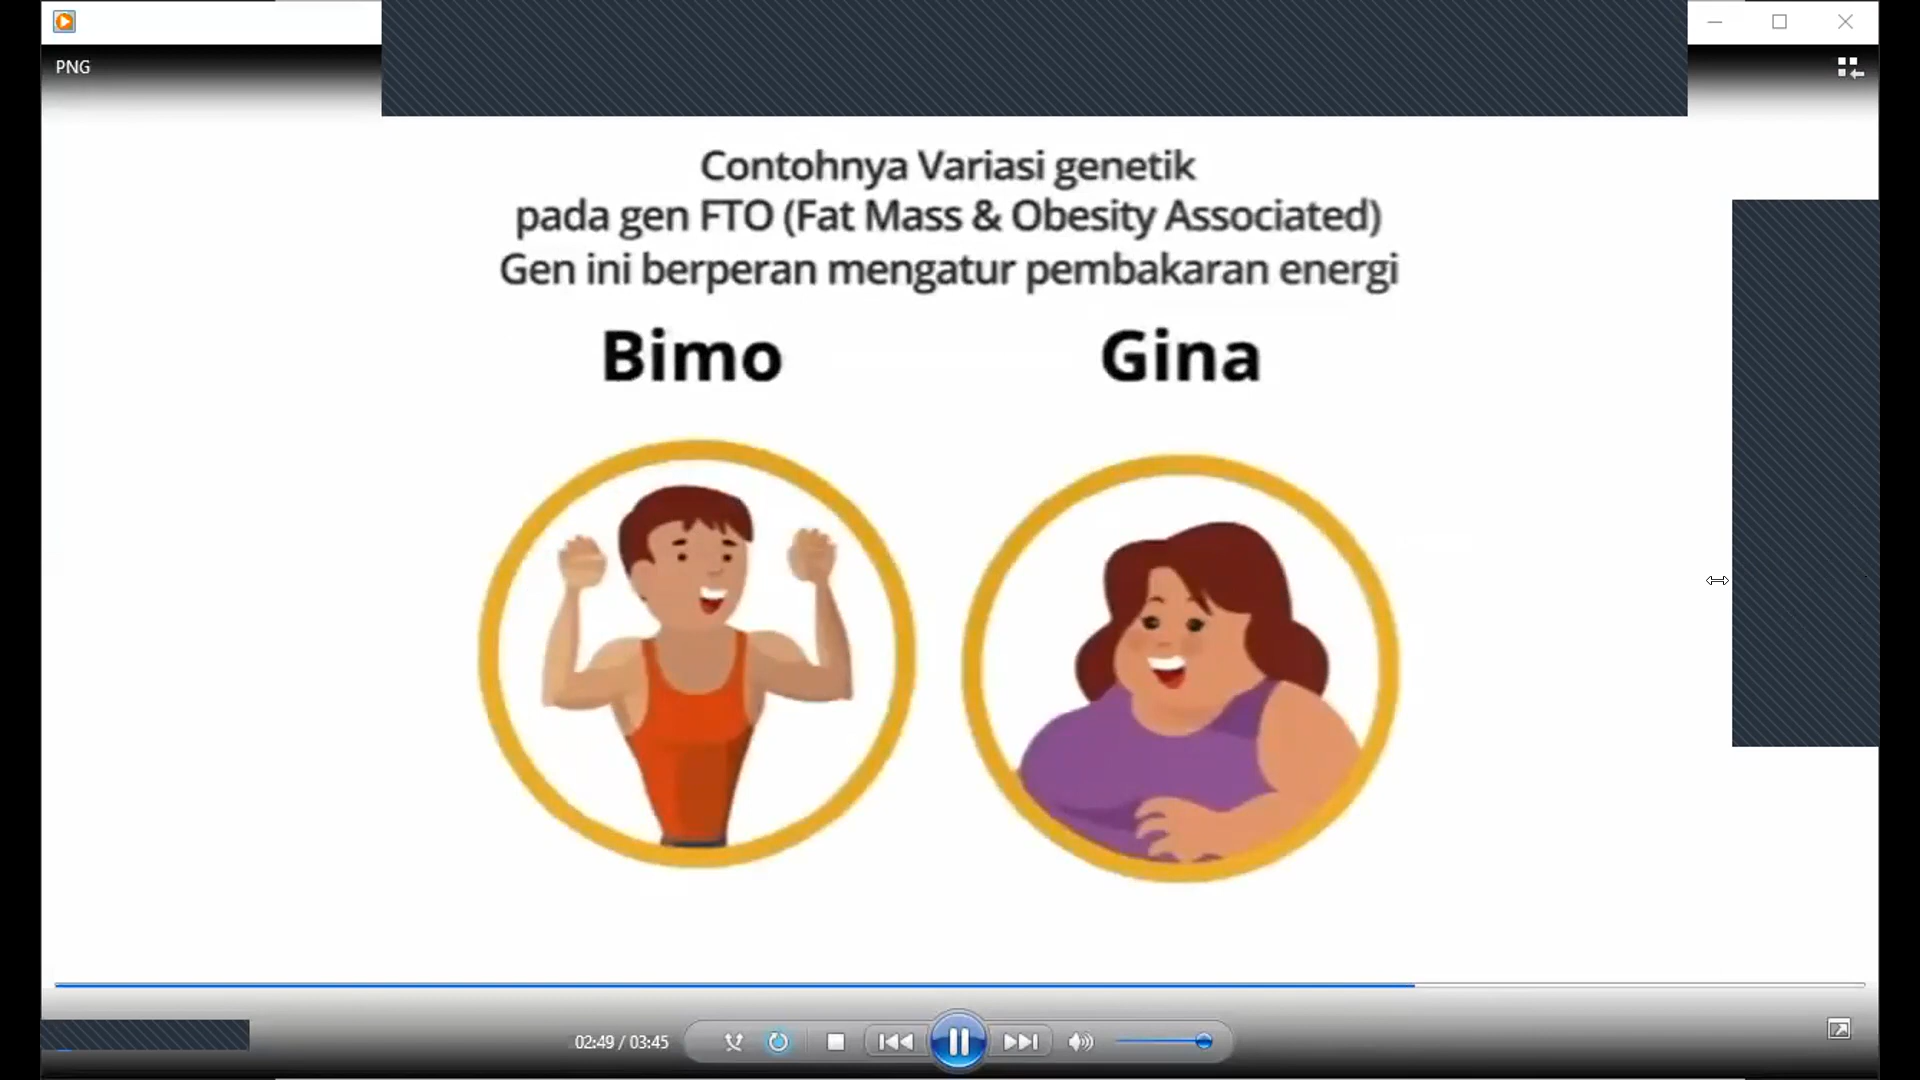 PNG
Contohnya Variasi genetik
pada gen FTO (Fat Mass & Obesity Associated)
Gen ini berperan mengatur pembakaran energi
Bimo
Gina
02:49 / 03:45